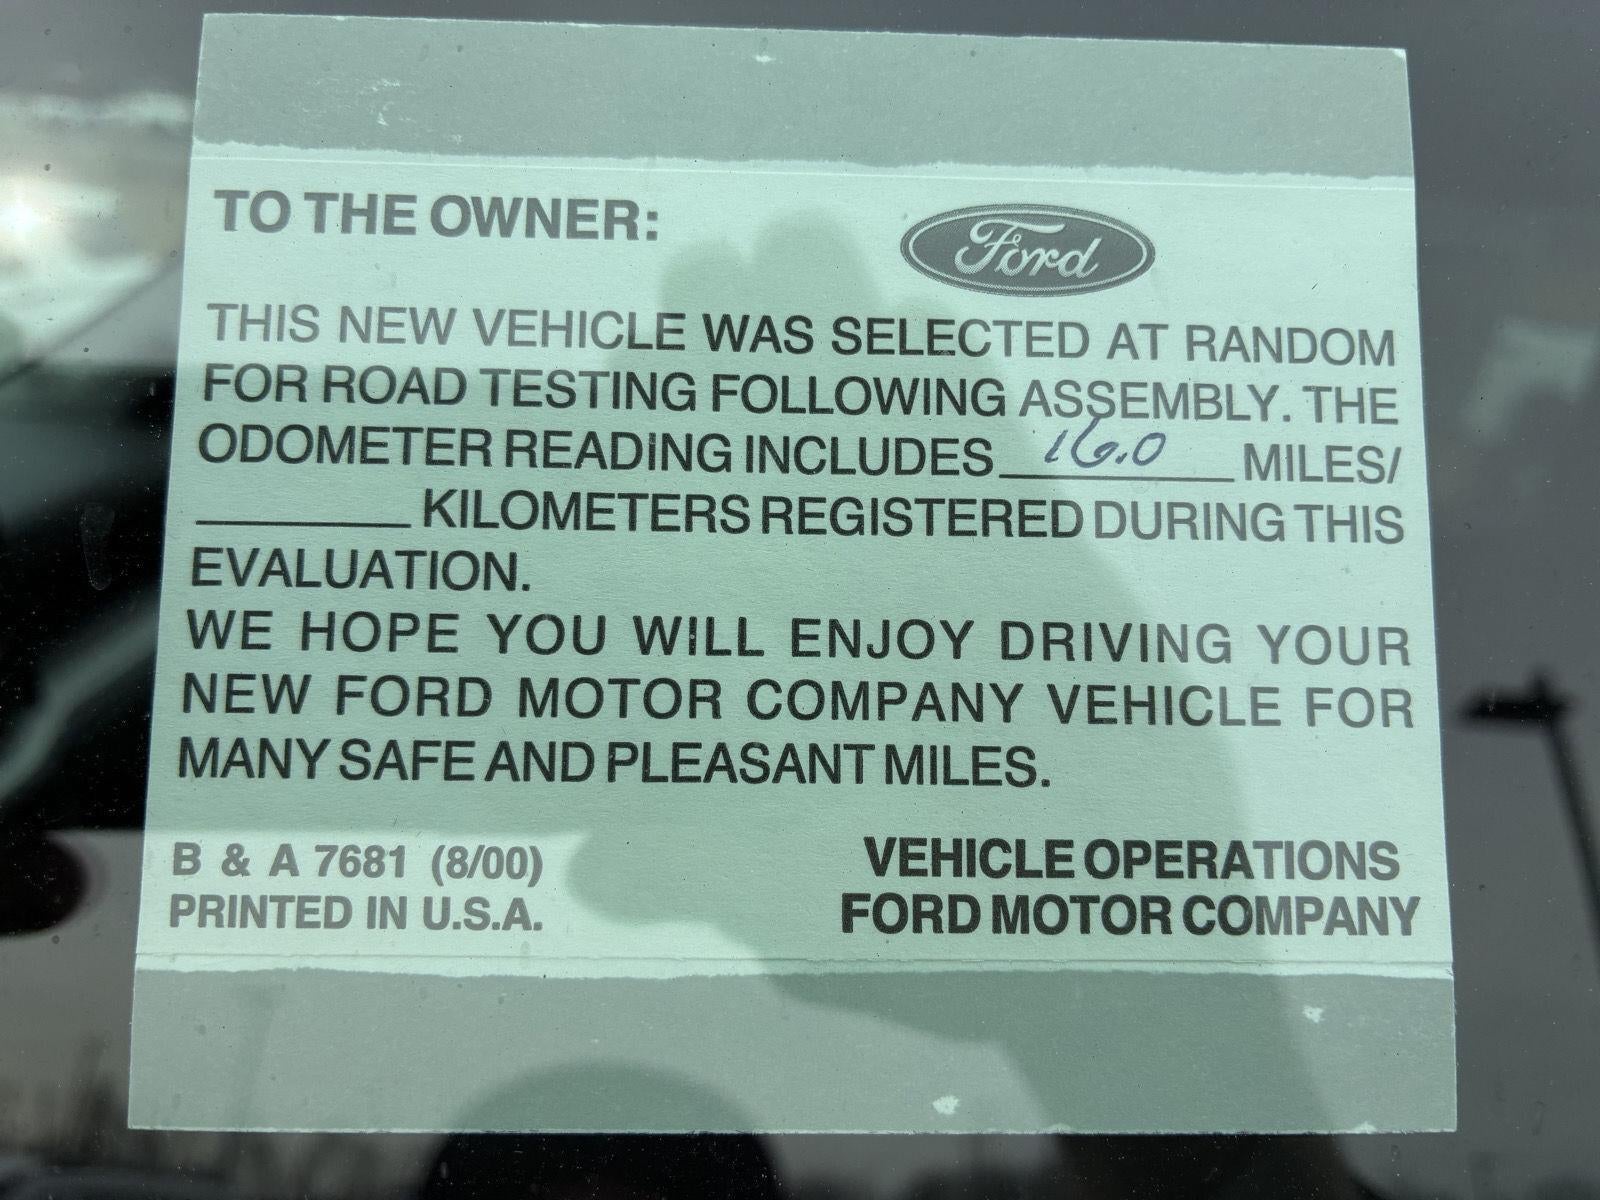 TO THE OWNER:
Ford
THIS NEW VEHICLE WAS SELECTED AT RANDOM
FOR ROAD TESTING FOLLOWING ASSEMBLY. THE
ODOMETER READING INCLUDES 16.0 MILES/
KILOMETERS REGISTERED DURING THIS
EVALUATION.
WE HOPE YOU WILL ENJOY DRIVING YOUR
NEW FORD MOTOR COMPANY VEHICLE FOR
MANY SAFE AND PLEASANT MILES.
B & A 7681 (8/00)
PRINTED IN U.S.A.
VEHICLE OPERATIONS
FORD MOTOR COMPANY